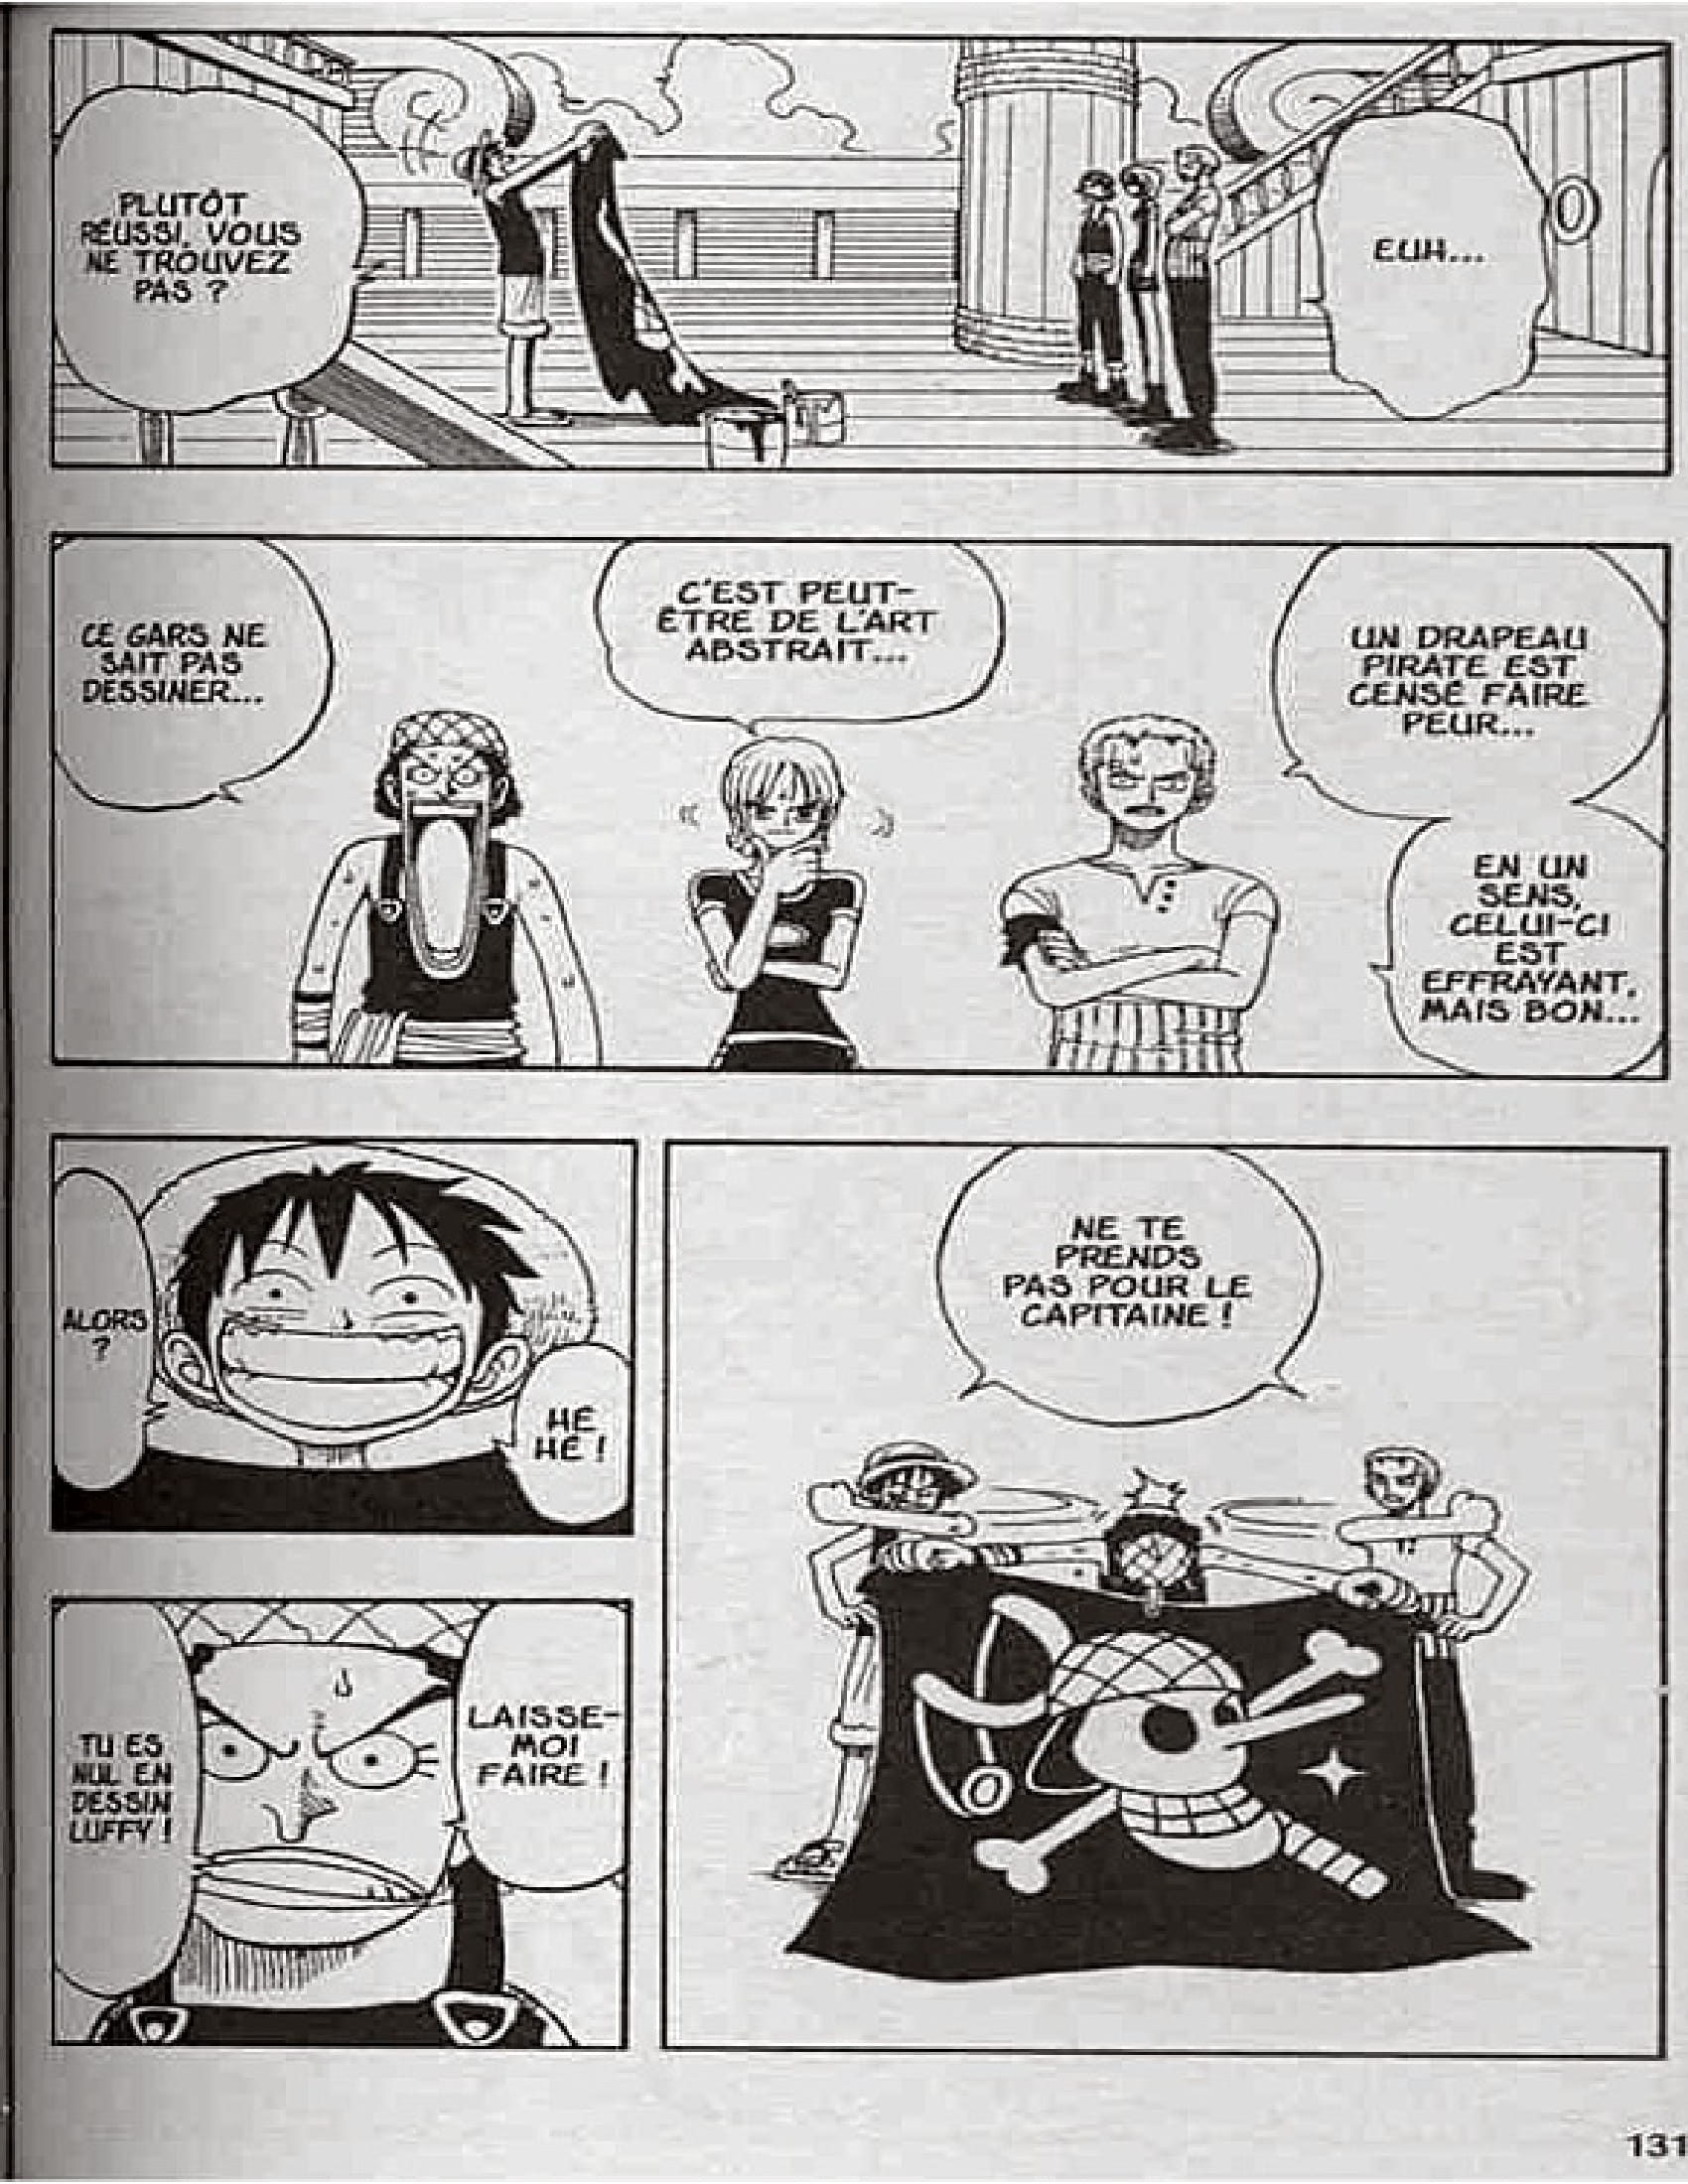 PLUTÔT
RÉUSSI, VOUS
NE TROUVEZ
PAS ?
EUH...
CE GARS NE
SAIT PAS
DESSINER...
C'EST PEUT-
ÊTRE DE L'ART
ABSTRAIT...
UN DRAPEAU
PIRATE EST
CENSÉ FAIRE
PEUR...
EN UN
SENS,
CELUI-CI
EST
EFFRAYANT,
MAIS BON...
ALORS
?
HÉ
HÉ !
TU ES
NUL EN
DESSIN
LUFFY !
LAISSE-
MOI
FAIRE !
NE TE
PRENDS
PAS POUR LE
CAPITAINE !
131